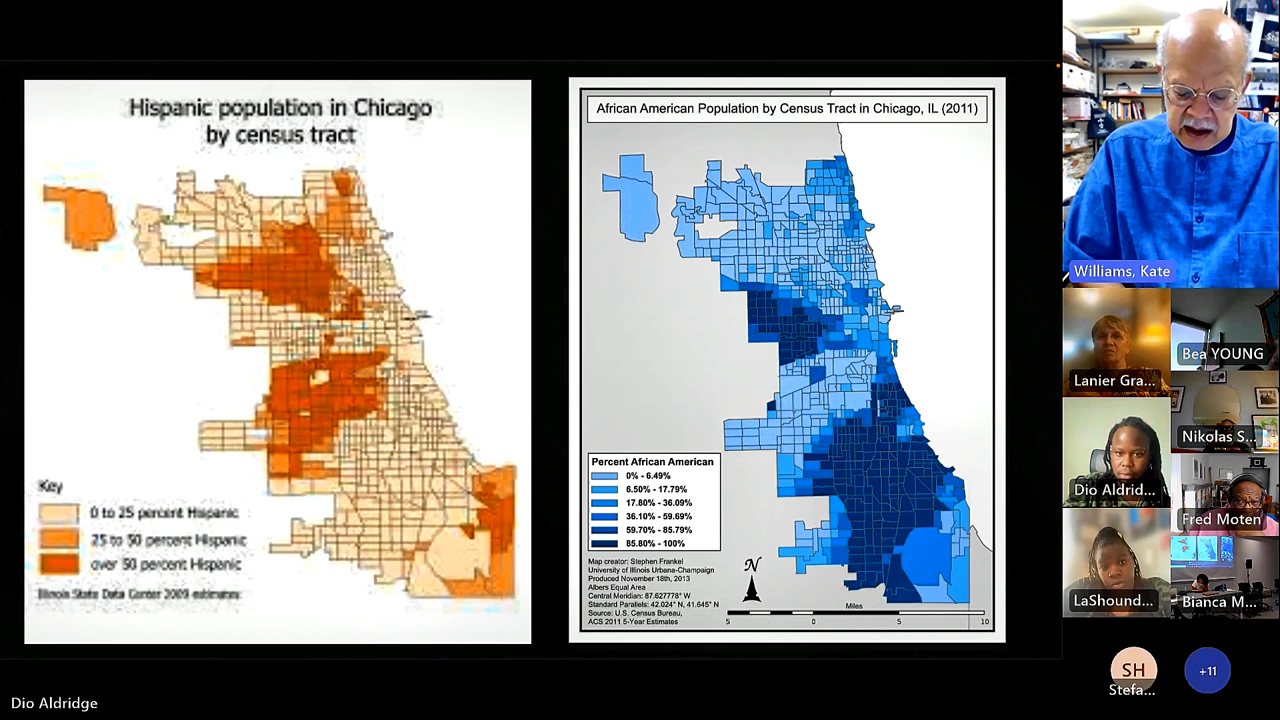 Hispanic population in Chicago
by census tract
Key
0 to 25 percent Hispanic
25 to 50 percent Hispanic
over 50 percent Hispanic
Illinois State Data Center 2009 estimates
African American Population by Census Tract in Chicago, IL (2011)
Percent African American
0% - 6.49%
6.50% - 17.79%
17.80% - 36.09%
36.10% - 59.69%
59.70% - 85.79%
85.80% - 100%
Map creator: Stephen Frankel
University of Illinois Urbana-Champaign
Produced November 18th, 2013
Albers Equal Area
Central Meridian: 87.627778° W
Standard Parallels: 42.024° N, 41.645° N
Source: U.S. Census Bureau,
ACS 2011 5-Year Estimates
N
Miles
5 0 5 10
Williams, Kate
Lanier Gra...
Bea YOUNG
Nikolas S...
Dio Aldrid...
Fred Moten
LaShound...
Bianca M...
SH
Stefa...
+11
Dio Aldridge